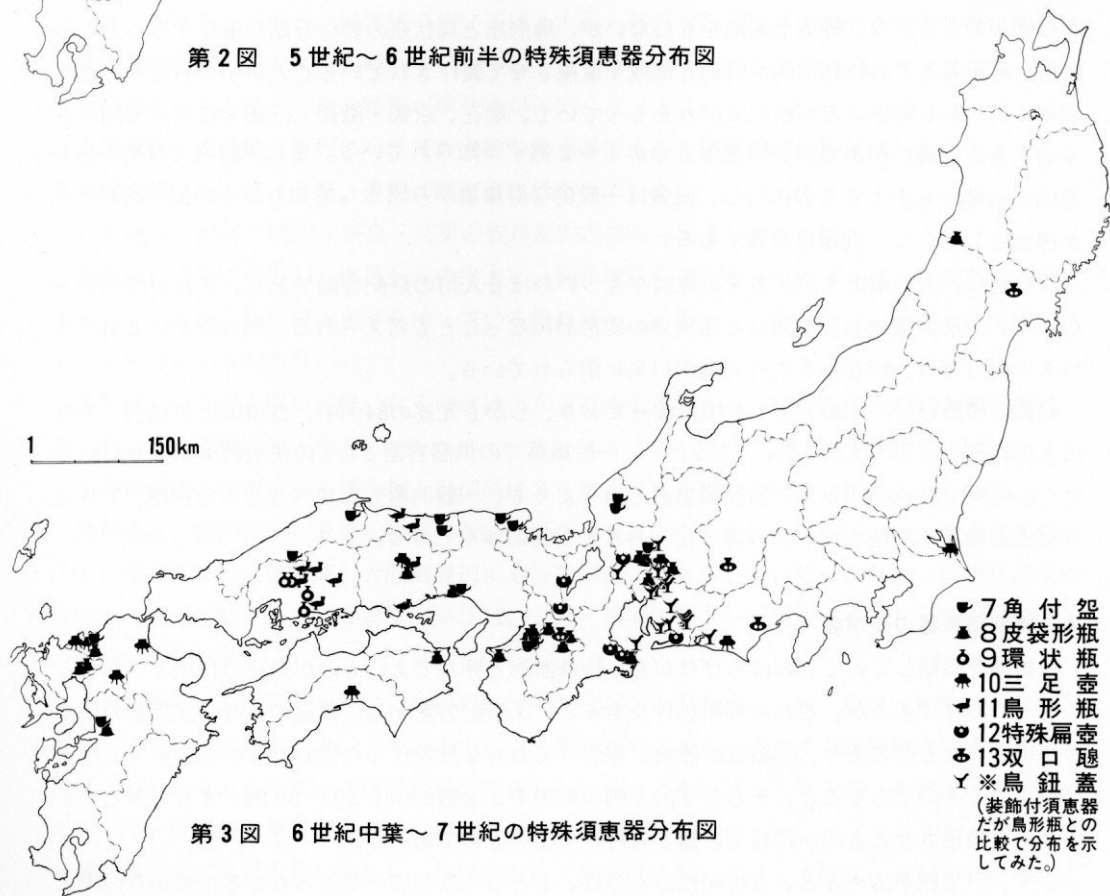 第2図 5世紀～6世紀前半の特殊須恵器分布図
1 150km
7角付盌
8皮袋形瓶
9環状瓶
10三足壺
11鳥形瓶
12特殊扁壺
13双口𤭯
※鳥鈕蓋
(装飾付須恵器
だが鳥形瓶との
比較で分布を示
してみた。)
第3図 6世紀中葉～7世紀の特殊須恵器分布図